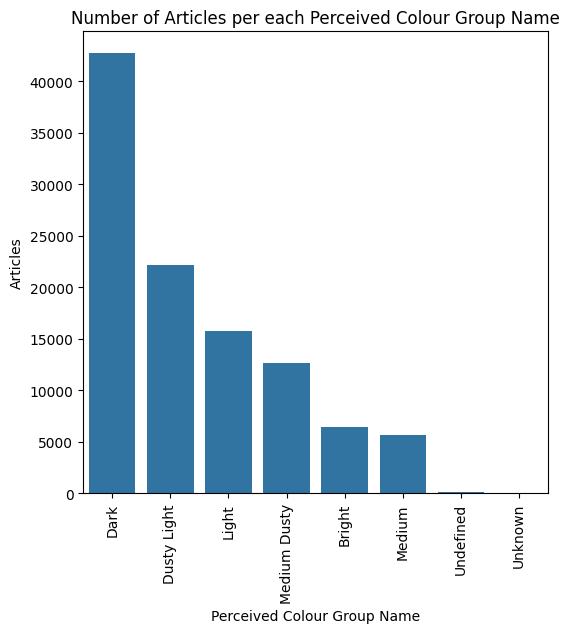 Number of Articles per each Perceived Colour Group Name
Articles
40000
35000
30000
25000
20000
15000
10000
5000
0
Dark
Dusty Light
Light
Medium Dusty
Bright
Medium
Undefined
Unknown
Perceived Colour Group Name